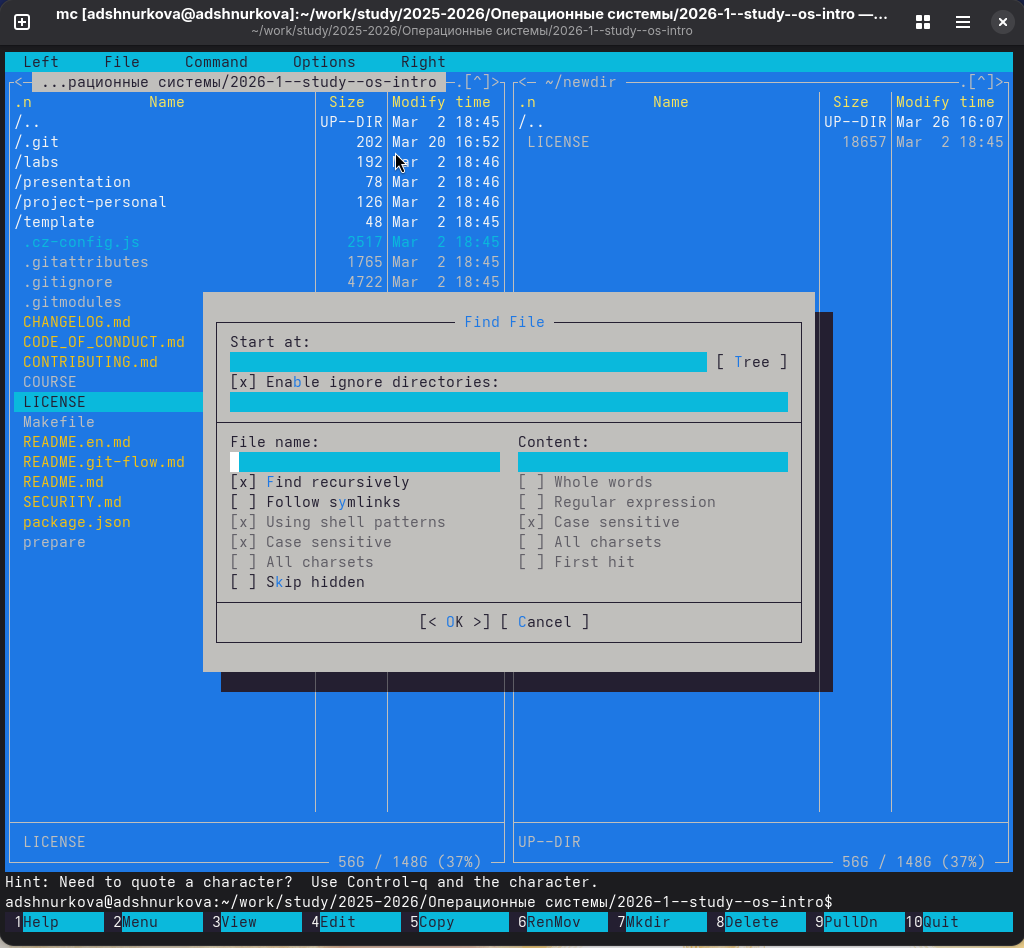 mc [adshnurkova@adshnurkova]:~/work/study/2025-2026/Операционные системы/2026-1--study--os-intro —...
~/work/study/2025-2026/Операционные системы/2026-1--study--os-intro
Left File Command Options Right
<— ...рационные системы/2026-1--study--os-intro —.[^]> <— ~/newdir —.[^]>
.n Name Size Modify time .n Name Size Modify time
/.. UP--DIR Mar 2 18:45 /.. UP--DIR Mar 26 16:07
/.git 202 Mar 20 16:52 LICENSE 18657 Mar 2 18:45
/labs 192 Mar 2 18:46
/presentation 78 Mar 2 18:46
/project-personal 126 Mar 2 18:46
/template 48 Mar 2 18:45
.cz-config.js 2517 Mar 2 18:45
.gitattributes 1765 Mar 2 18:45
.gitignore 4722 Mar 2 18:45
.gitmodules
CHANGELOG.md
CODE_OF_CONDUCT.md
CONTRIBUTING.md
COURSE
LICENSE
Makefile
README.en.md
README.git-flow.md
README.md
SECURITY.md
package.json
prepare
Find File
Start at:
[ Tree ]
[x] Enable ignore directories:
File name: Content:
[x] Find recursively [ ] Whole words
[ ] Follow symlinks [ ] Regular expression
[x] Using shell patterns [x] Case sensitive
[x] Case sensitive [ ] All charsets
[ ] All charsets [ ] First hit
[ ] Skip hidden
[< OK >] [ Cancel ]
LICENSE UP--DIR
56G / 148G (37%) 56G / 148G (37%)
Hint: Need to quote a character? Use Control-q and the character.
adshnurkova@adshnurkova:~/work/study/2025-2026/Операционные системы/2026-1--study--os-intro$
1Help 2Menu 3View 4Edit 5Copy 6RenMov 7Mkdir 8Delete 9PullDn 10Quit